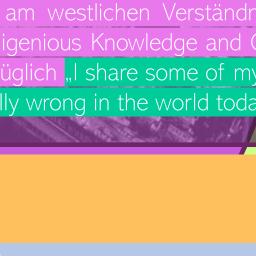 am westlichen Verständn
igenious Knowledge and
üglich „I share some of my
lly wrong in the world toda